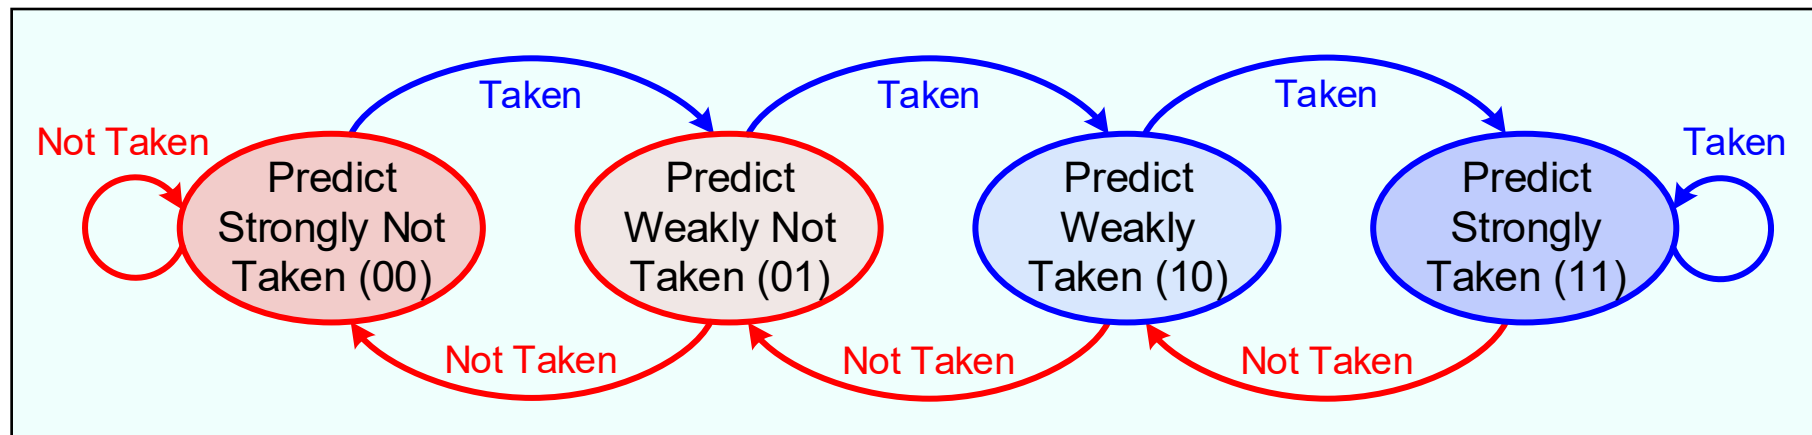 Taken
Taken
Taken
Not Taken
Taken
Predict
Strongly Not
Taken (00)
Predict
Weakly Not
Taken (01)
Predict
Weakly
Taken (10)
Predict
Strongly
Taken (11)
Not Taken
Not Taken
Not Taken